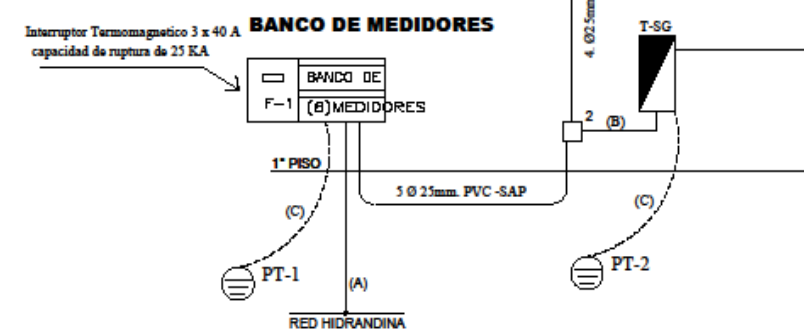 Interruptor Termomagnetico 3 x 40 A
capacidad de ruptura de 25 KA
BANCO DE MEDIDORES
BANCO DE
F-1
(8)MEDIDORES
4. Ø25mm
T-SG
2
(B)
1° PISO
5 Ø 25mm. PVC -SAP
(C)
(C)
PT-1
PT-2
(A)
RED HIDRANDINA